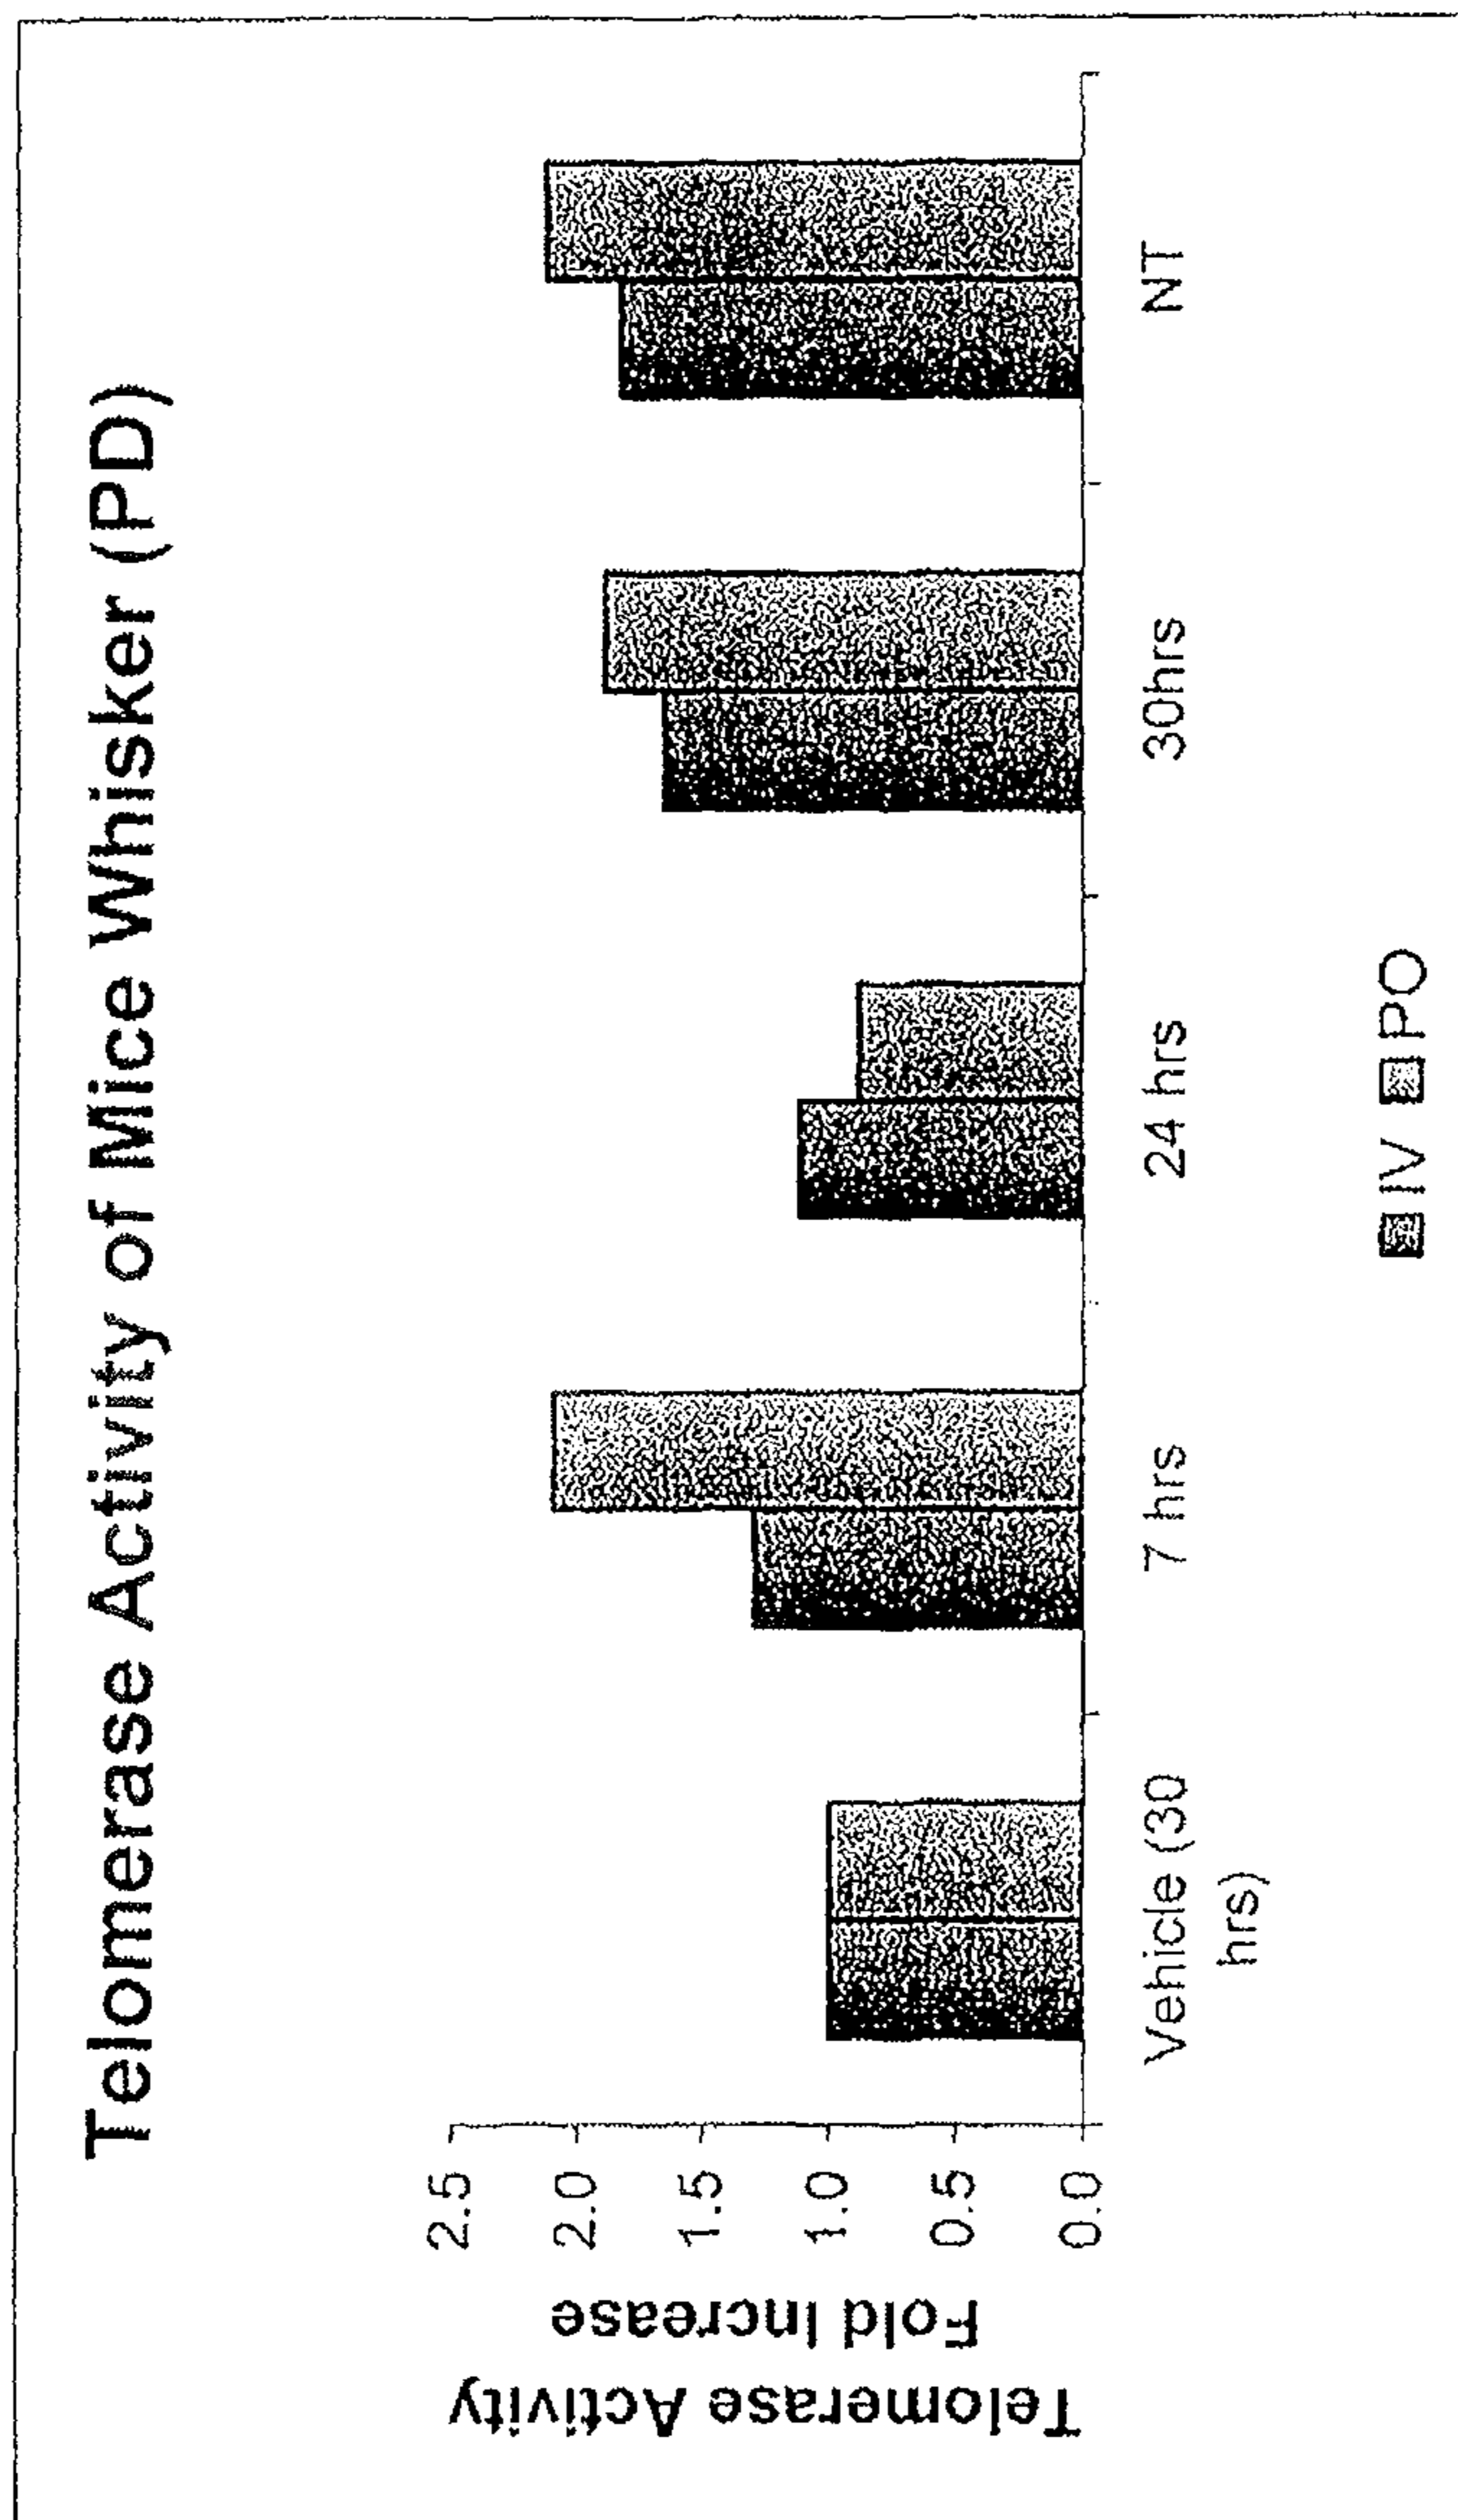 Telomerase Activity of Mice Whisker (PD)
Telomerase Activity
Fold Increase
2.5
2.0
1.5
1.0
0.5
0.0
Vehicle (30
hrs)
7 hrs
24 hrs
30hrs
NT
IV PO